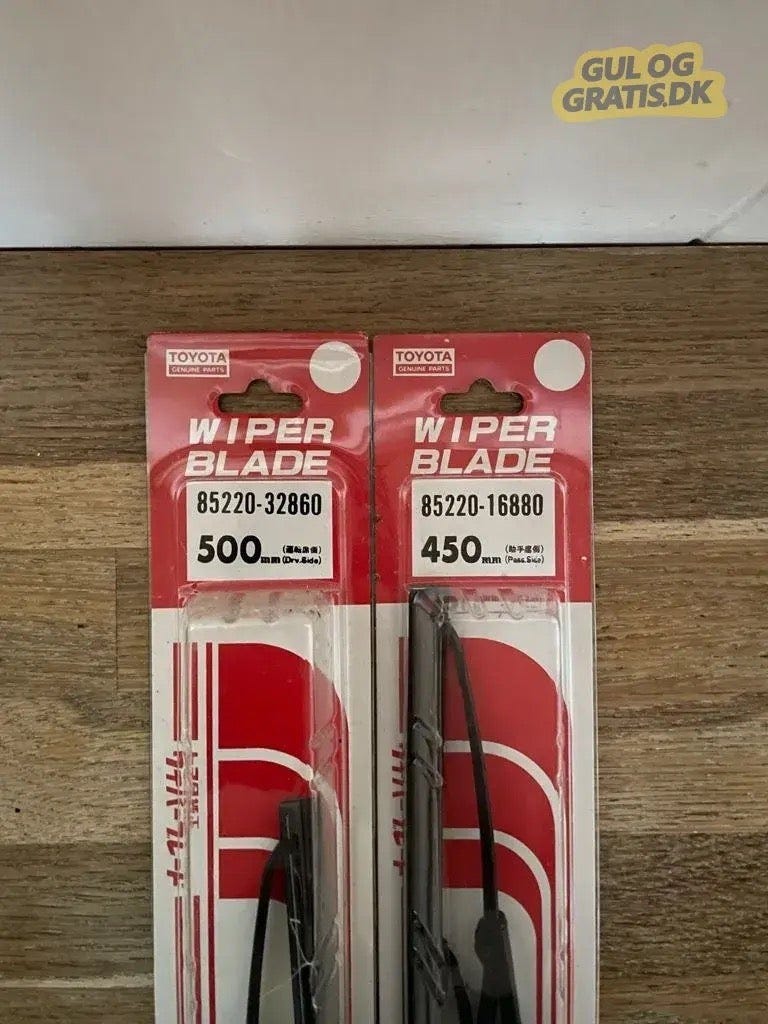 GUL OG
GRATIS.DK
TOYOTA
GENUINE PARTS
WIPER
BLADE
85220-32860
500mm (運転席側)
(Drv.Side)
TOYOTA
GENUINE PARTS
WIPER
BLADE
85220-16880
450mm (助手席側)
(Pass.Side)